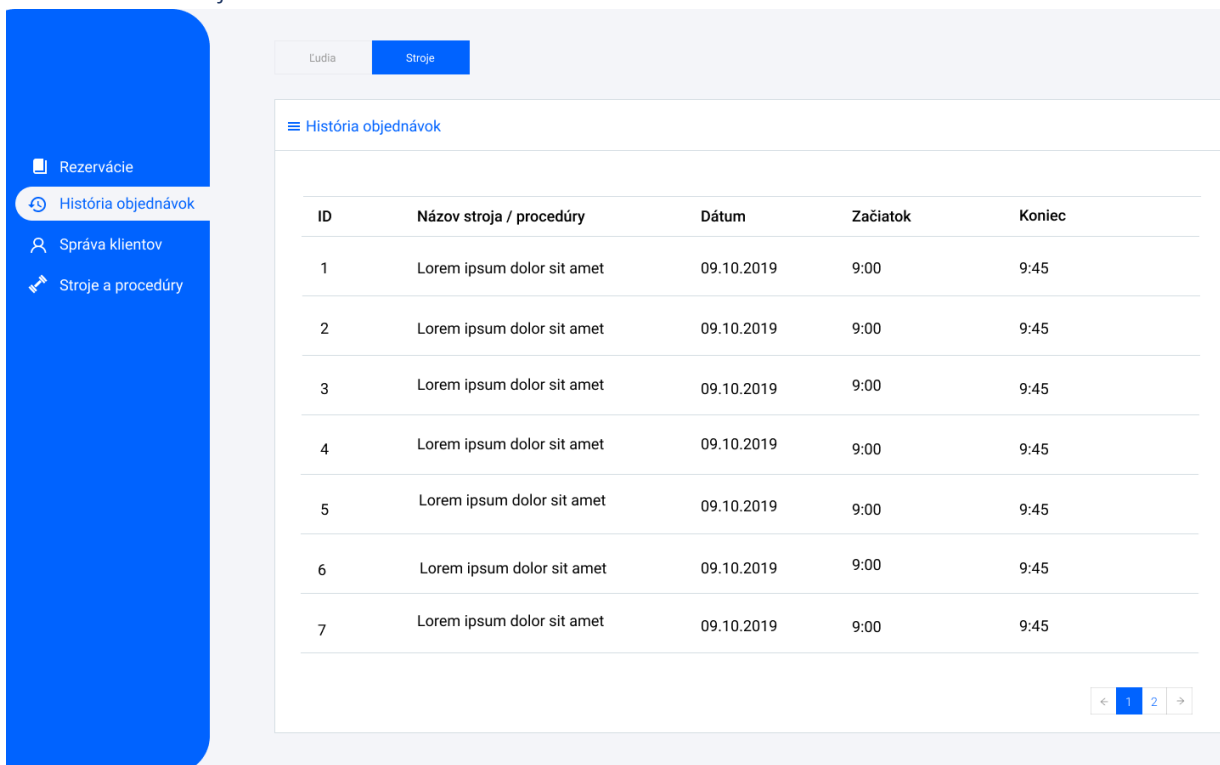 Ľudia Stroje
História objednávok
Rezervácie
História objednávok
Správa klientov
Stroje a procedúry
ID Názov stroja / procedúry Dátum Začiatok Koniec
1 Lorem ipsum dolor sit amet 09.10.2019 9:00 9:45
2 Lorem ipsum dolor sit amet 09.10.2019 9:00 9:45
3 Lorem ipsum dolor sit amet 09.10.2019 9:00 9:45
4 Lorem ipsum dolor sit amet 09.10.2019 9:00 9:45
5 Lorem ipsum dolor sit amet 09.10.2019 9:00 9:45
6 Lorem ipsum dolor sit amet 09.10.2019 9:00 9:45
7 Lorem ipsum dolor sit amet 09.10.2019 9:00 9:45
← 1 2 →